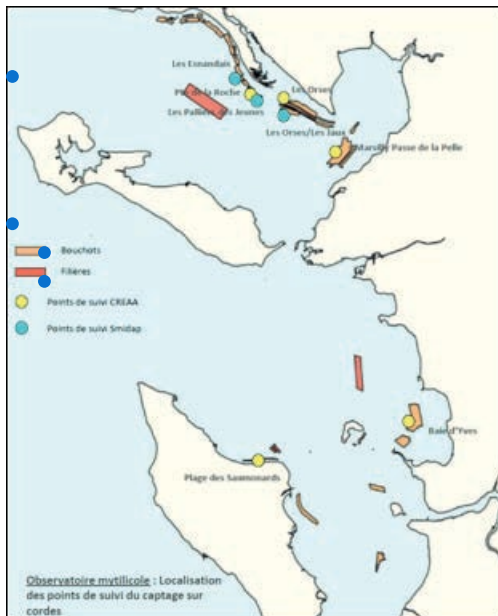 Les Esnandais
Pté de la Roche
Les Orses
Les Palliers des Jeunes
Les Orses/Les Jaux
Marsilly Passe de la Pelle
Bouchots
Filières
Points de suivi CREAA
Points de suivi Smidap
Baie d'Yves
Plage des Saumonards
Observatoire mytilicole : Localisation
des points de suivi du captage sur
cordes